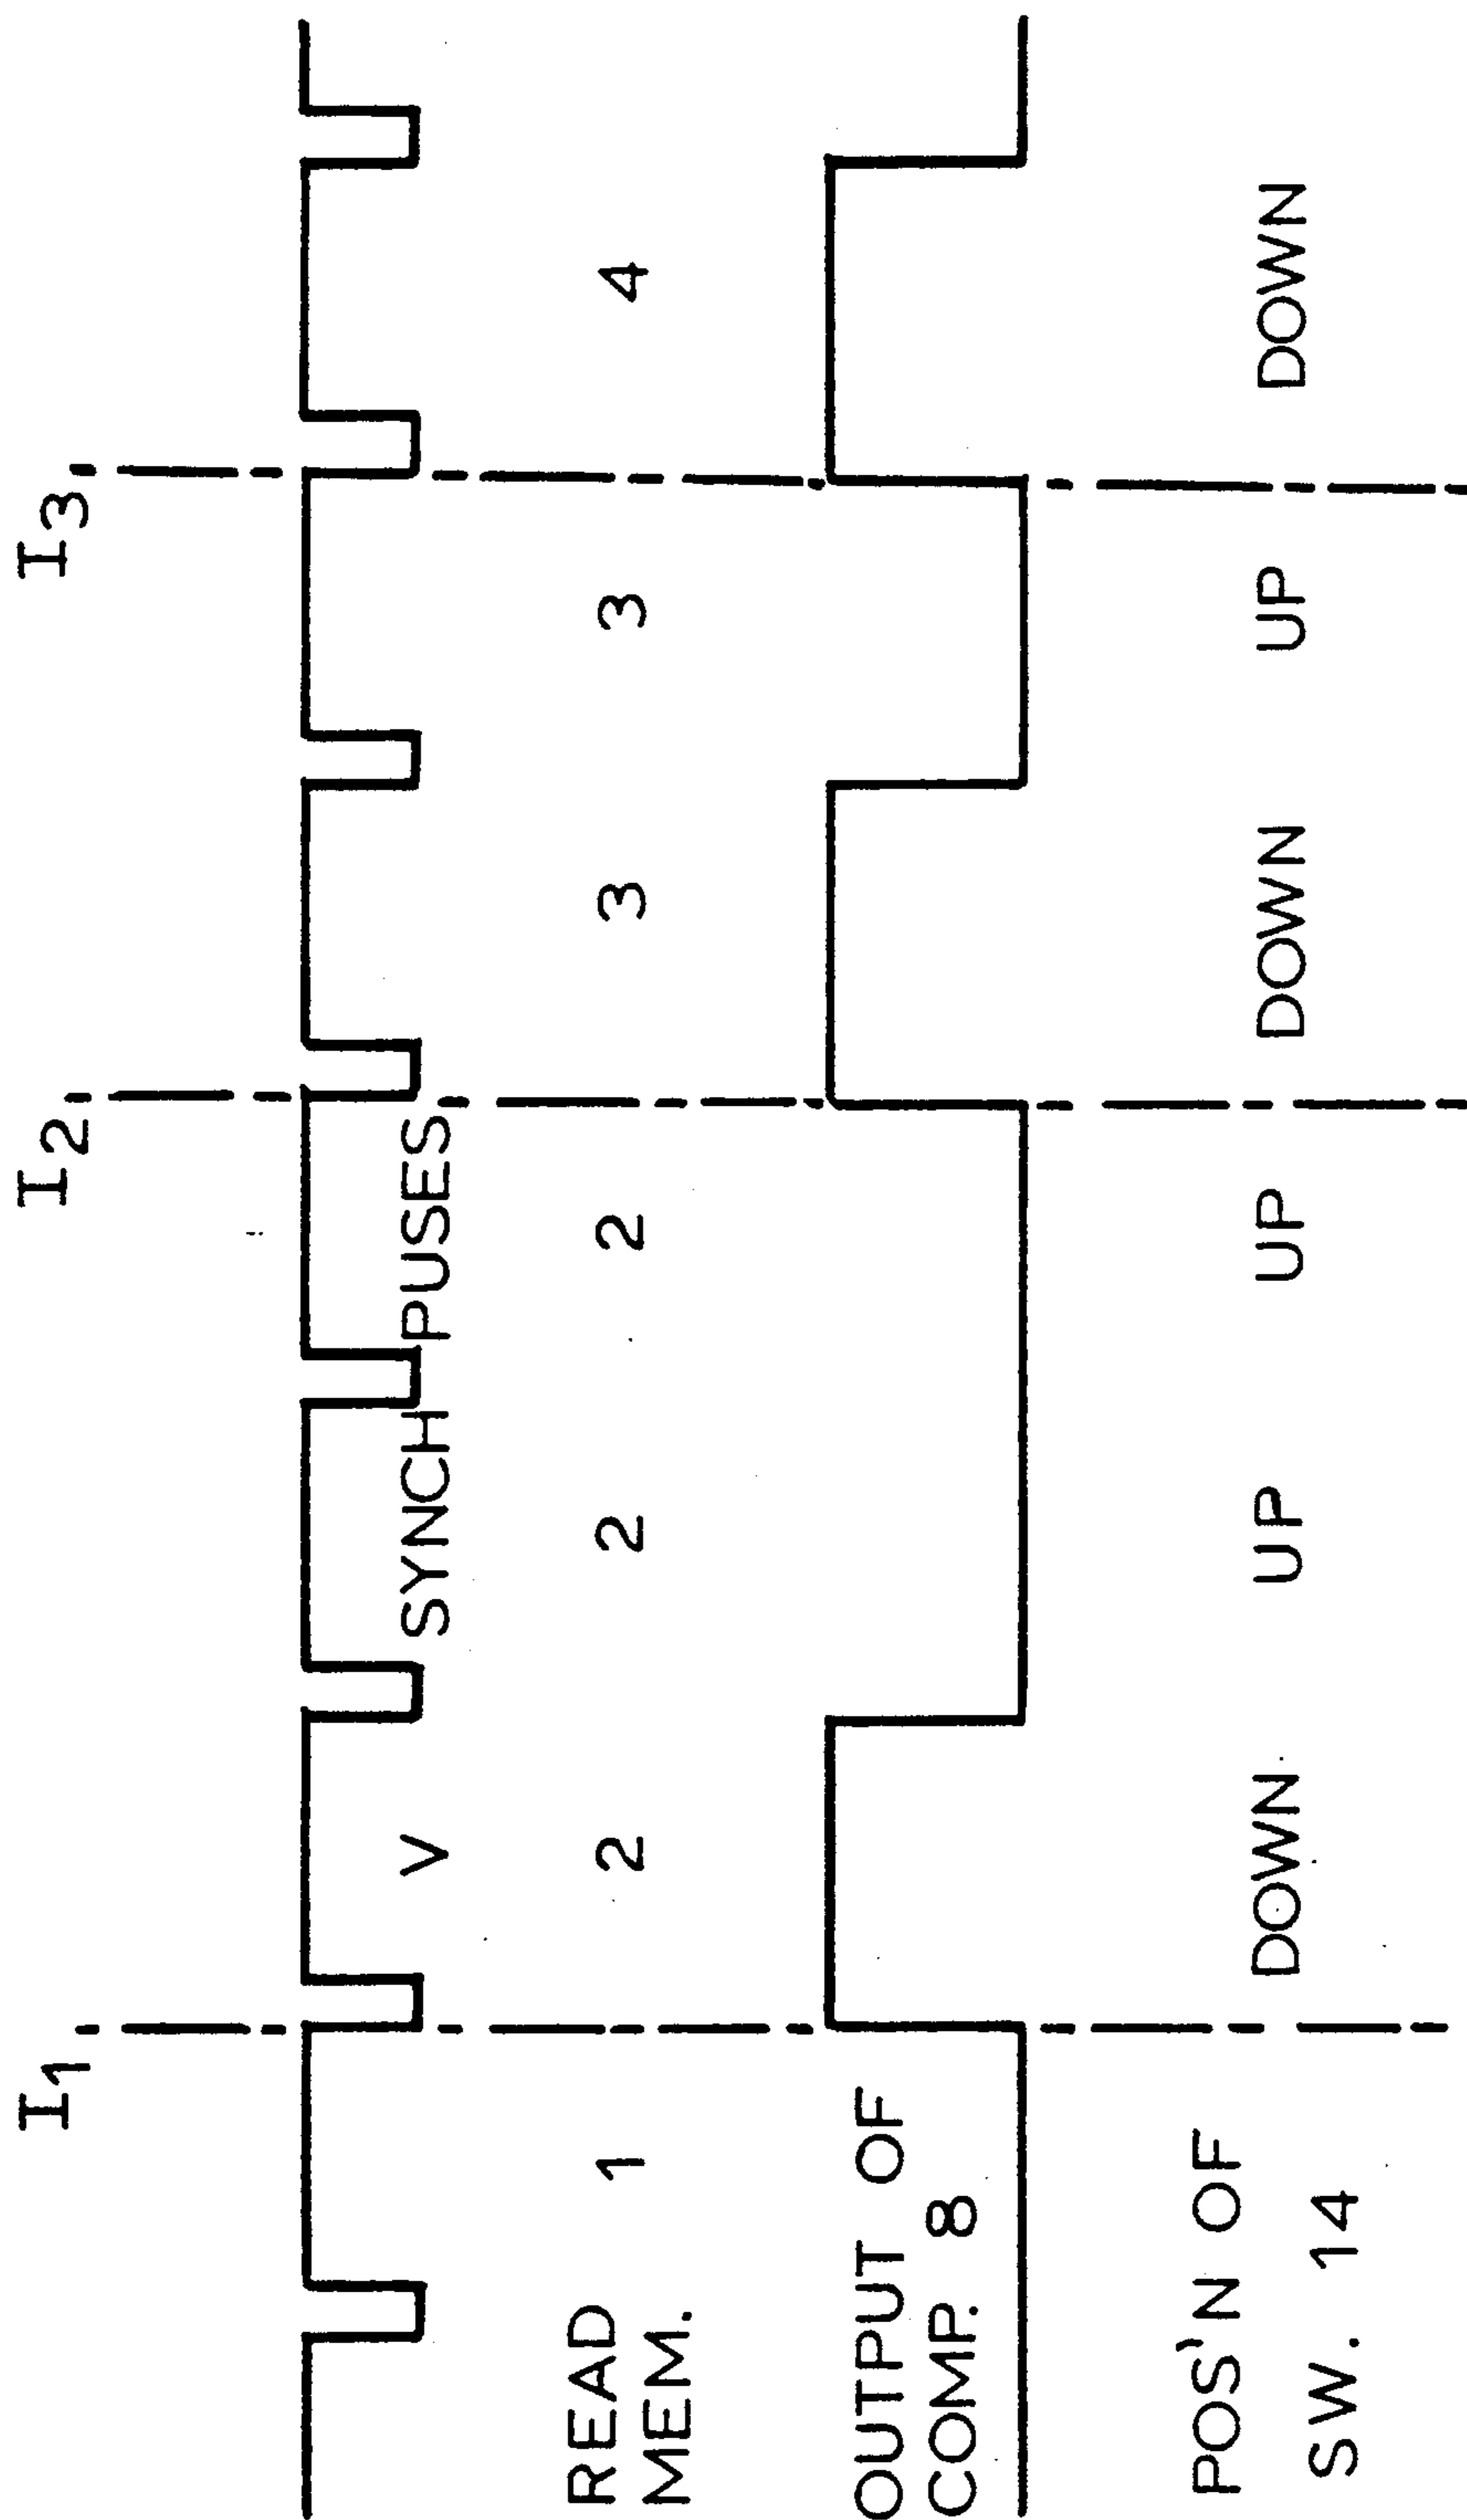 I1 I2 I3
V SYNCH PUSES
READ 1 2 2 2 3 3 4
MEM.
OUTPUT OF
COMP. 8
POS'N OF DOWN UP UP DOWN UP DOWN
SW. 14